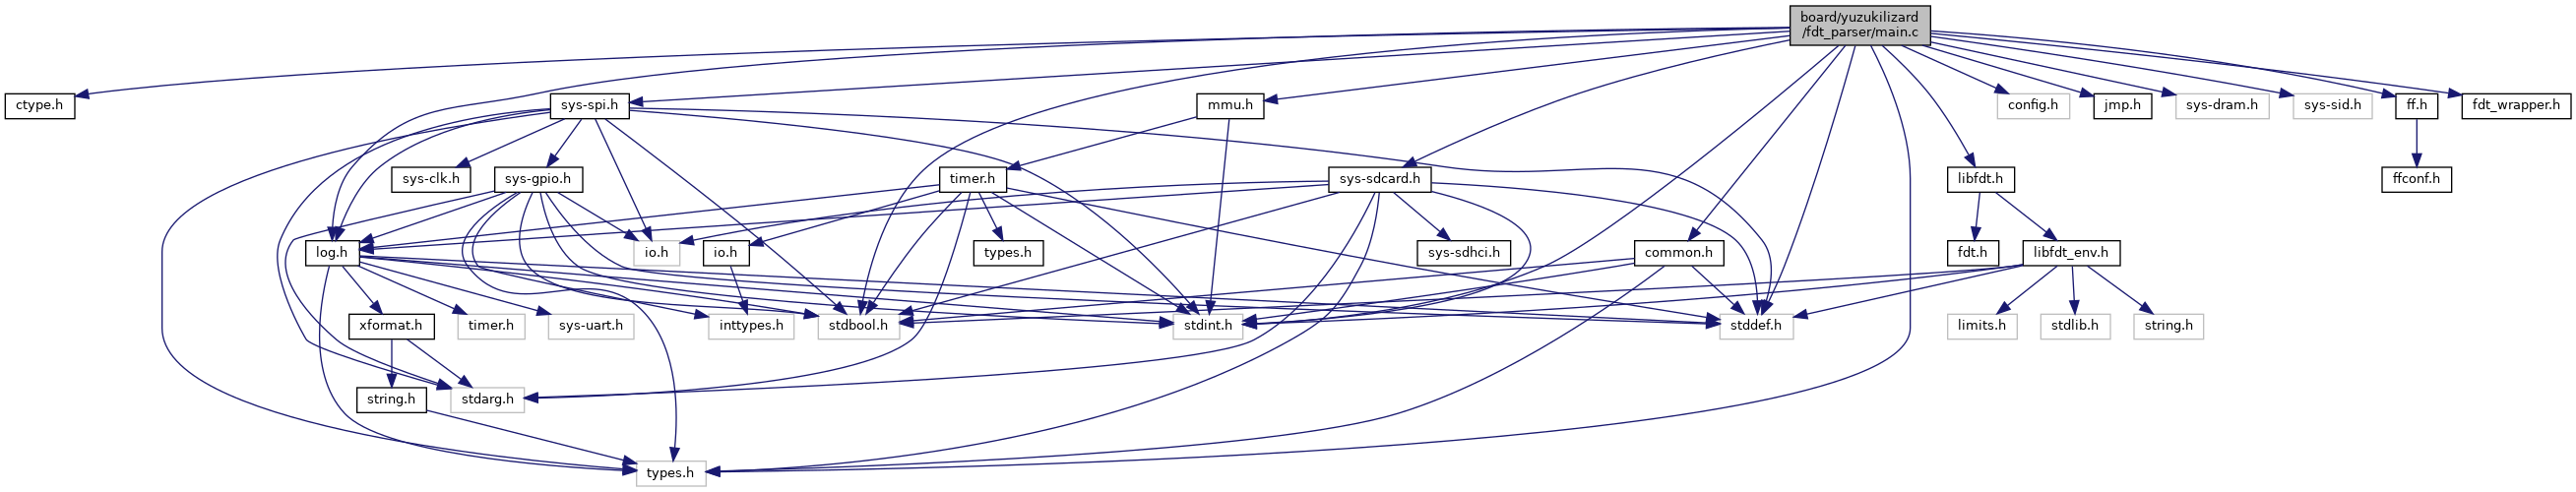 board/yuzukilizard
/fdt_parser/main.c
ctype.h
sys-spi.h
mmu.h
config.h
jmp.h
sys-dram.h
sys-sid.h
ff.h
fdt_wrapper.h
sys-clk.h
sys-gpio.h
timer.h
sys-sdcard.h
libfdt.h
ffconf.h
log.h
io.h
io.h
types.h
sys-sdhci.h
common.h
fdt.h
libfdt_env.h
xformat.h
timer.h
sys-uart.h
inttypes.h
stdbool.h
stdint.h
stddef.h
limits.h
stdlib.h
string.h
string.h
stdarg.h
types.h